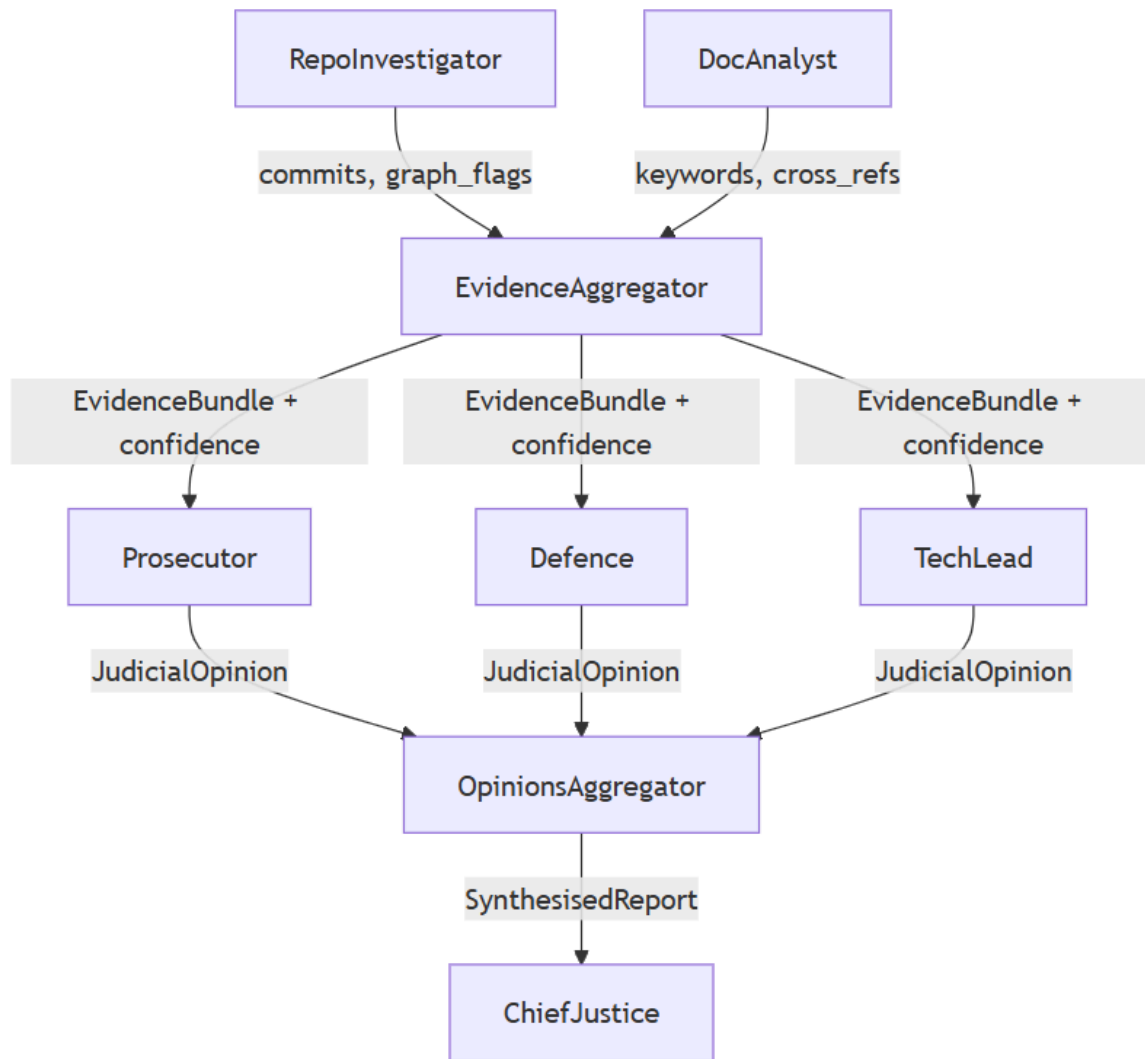 RepoInvestigator
DocAnalyst
commits, graph_flags
keywords, cross_refs
EvidenceAggregator
EvidenceBundle +
confidence
EvidenceBundle +
confidence
EvidenceBundle +
confidence
Prosecutor
Defence
TechLead
JudicialOpinion
JudicialOpinion
JudicialOpinion
OpinionsAggregator
SynthesisedReport
ChiefJustice